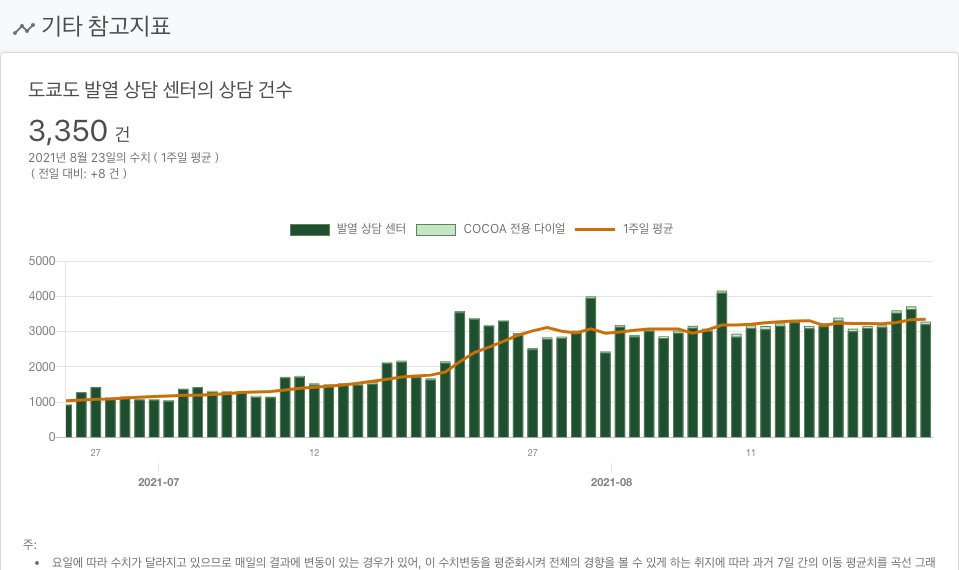 기타 참고지표
도쿄도 발열 상담 센터의 상담 건수
3,350 건
2021년 8월 23일의 수치 ( 1주일 평균 )
( 전일 대비: +8 건 )
발열 상담 센터 COCOA 전용 다이얼 1주일 평균
5000
4000
3000
2000
1000
0
27 12 27 11
2021-07 2021-08
주:
• 요일에 따라 수치가 달라지고 있으므로 매일의 결과에 변동이 있는 경우가 있어, 이 수치변동을 평준화시켜 전체의 경향을 볼 수 있게 하는 취지에 따라 과거 7일 간의 이동 평균치를 곡선 그래